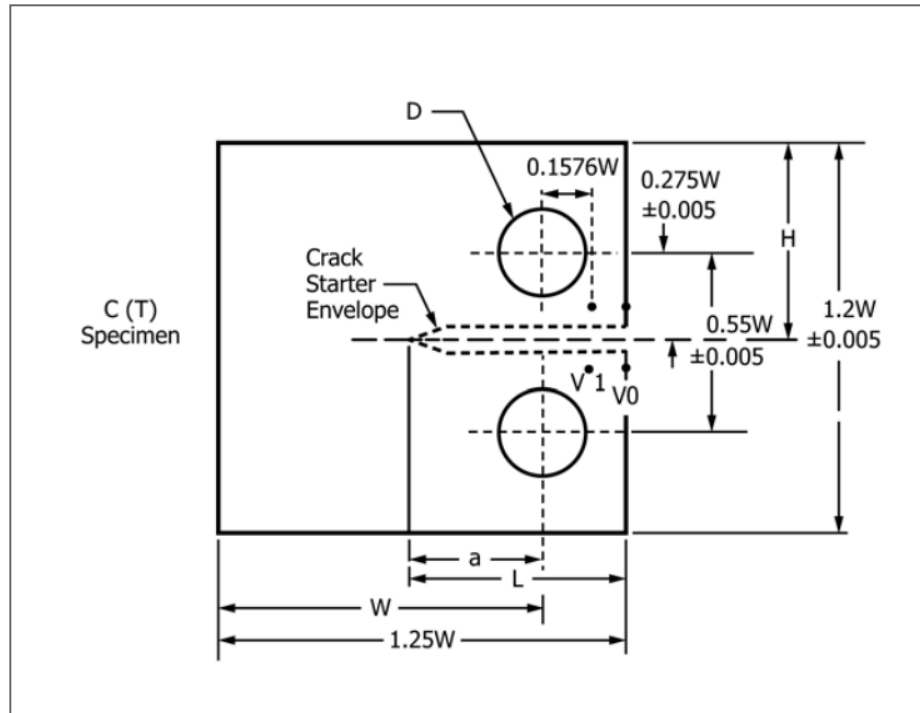 D
0.1576W
0.275W
±0.005
H
Crack
Starter
Envelope
C (T)
Specimen
1.2W
±0.005
0.55W
±0.005
V 1
V0
a
L
W
1.25W